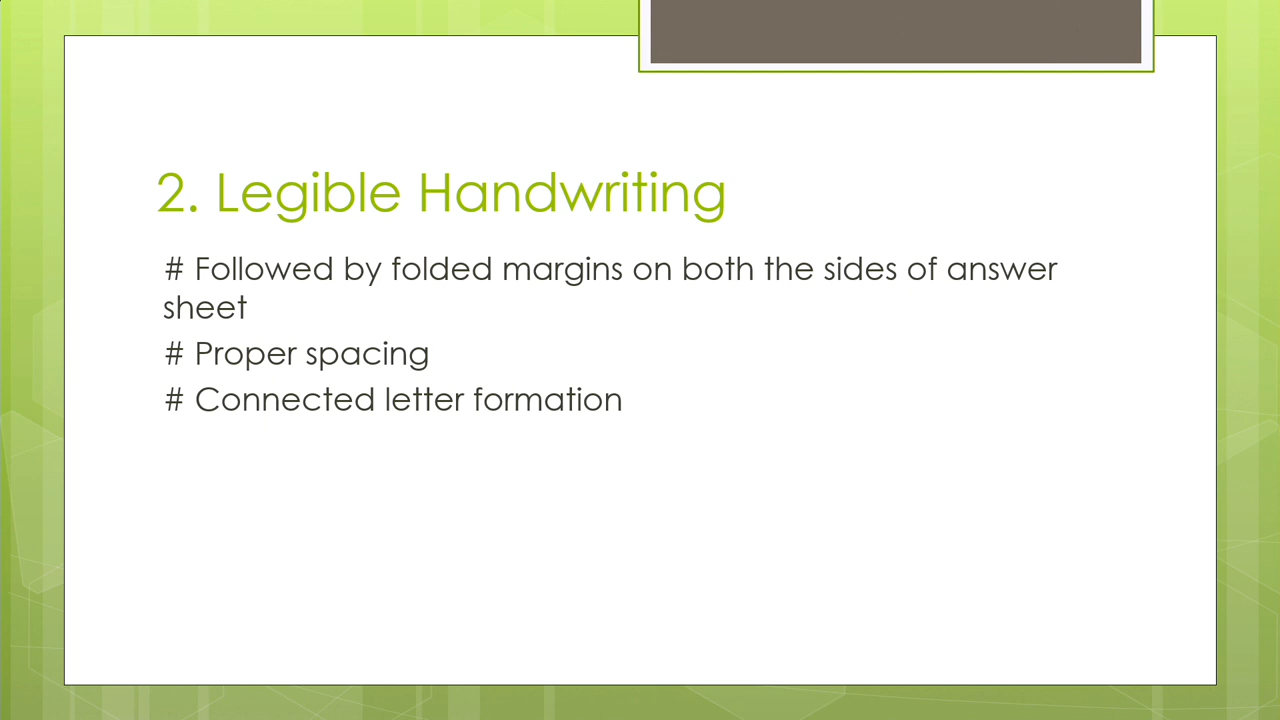 2. Legible Handwriting
# Followed by folded margins on both the sides of answer
sheet
# Proper spacing
# Connected letter formation